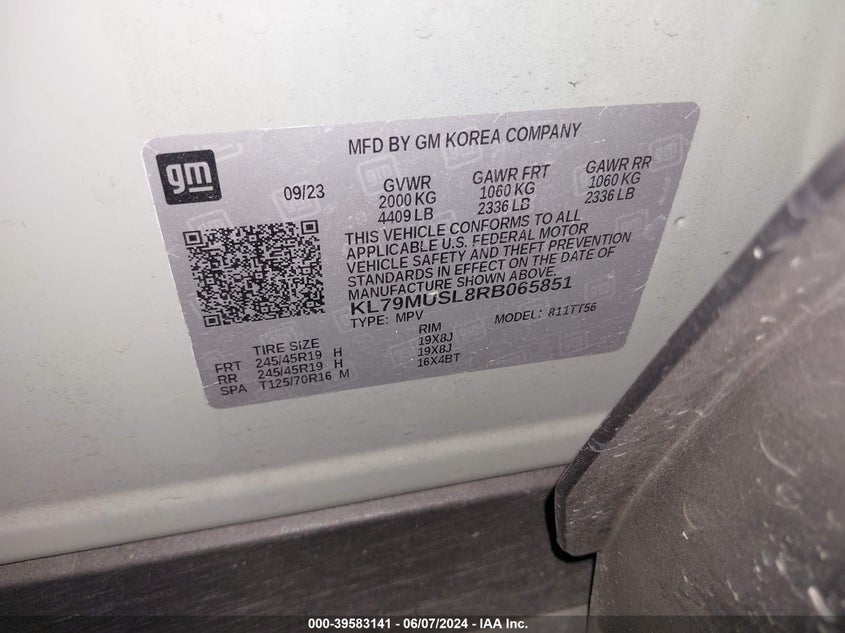 MFD BY GM KOREA COMPANY
gm
09/23
GVWR GAWR FRT GAWR RR
2000 KG 1060 KG 1060 KG
4409 LB 2336 LB 2336 LB
THIS VEHICLE CONFORMS TO ALL
APPLICABLE U.S. FEDERAL MOTOR
VEHICLE SAFETY AND THEFT PREVENTION
STANDARDS IN EFFECT ON THE DATE OF
MANUFACTURE SHOWN ABOVE.
KL79MUSL8RB065851
TYPE: MPV MODEL: 811TT56
TIRE SIZE RIM
FRT 245/45R19 H 19X8J
RR 245/45R19 H 19X8J
SPA T125/70R16 M 16X4BT
000-39583141 - 06/07/2024 - IAA Inc.